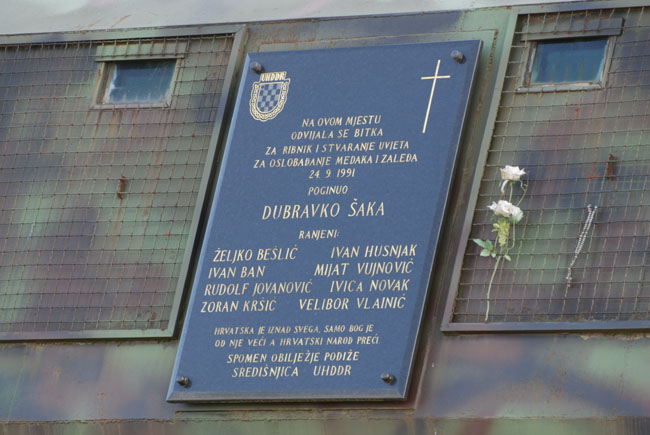 UHDDR
NA OVOM MJESTU
ODVIJALA SE BITKA
ZA RIBNIK I STVARANJE UVJETA
ZA OSLOBAĐANJE MEDAKA I ZALEĐA
24. 9. 1991
POGINUO
DUBRAVKO ŠAKA
RANJENI:
ŽELJKO BEŠLIĆ IVAN HUSNJAK
IVAN BAN MIJAT VUJNOVIĆ
RUDOLF JOVANOVIĆ IVICA NOVAK
ZORAN KRŠIĆ VELIBOR VLAINIĆ
HRVATSKA JE IZNAD SVEGA, SAMO BOG JE
OD NJE VEĆI A HRVATSKI NAROD PREČI
SPOMEN OBILJEŽJE PODIŽE
SREDIŠNJICA UHDDR